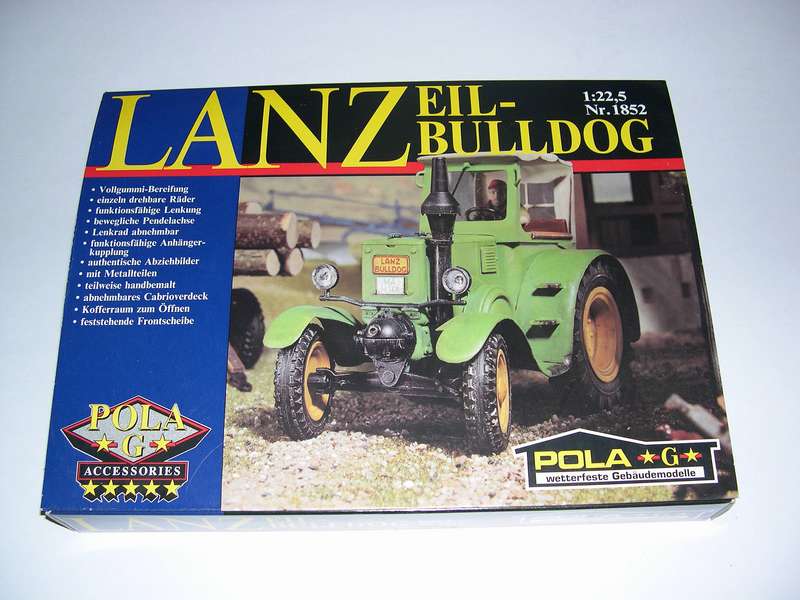 LANZ EIL-
BULLDOG
1:22,5
Nr. 1852
• Vollgummi-Bereifung
• einzeln drehbare Räder
• funktionsfähige Lenkung
• bewegliche Pendelachse
• Lenkrad abnehmbar
• funktionsfähige Anhänger-
kupplung
• authentische Abziehbilder
• mit Metallteilen
• teilweise handbemalt
• abnehmbares Cabrioverdeck
• Kofferraum zum Öffnen
• feststehende Frontscheibe
LANZ
BULLDOG
POLA
G
ACCESSORIES
POLA G
wetterfeste Gebäudemodelle
LANZ